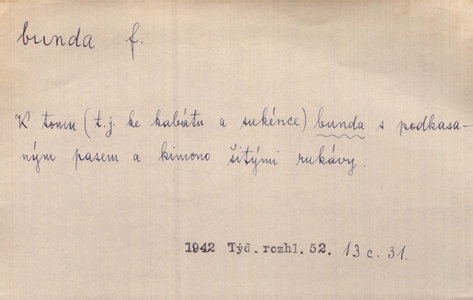 bunda f.
K tomu (t.j. ke kabátu a sukénce) bunda s podkasa-
ným pasem a kimono šitými rukávy.
1942 Týd. rozhl. 52. 13 c. 31.